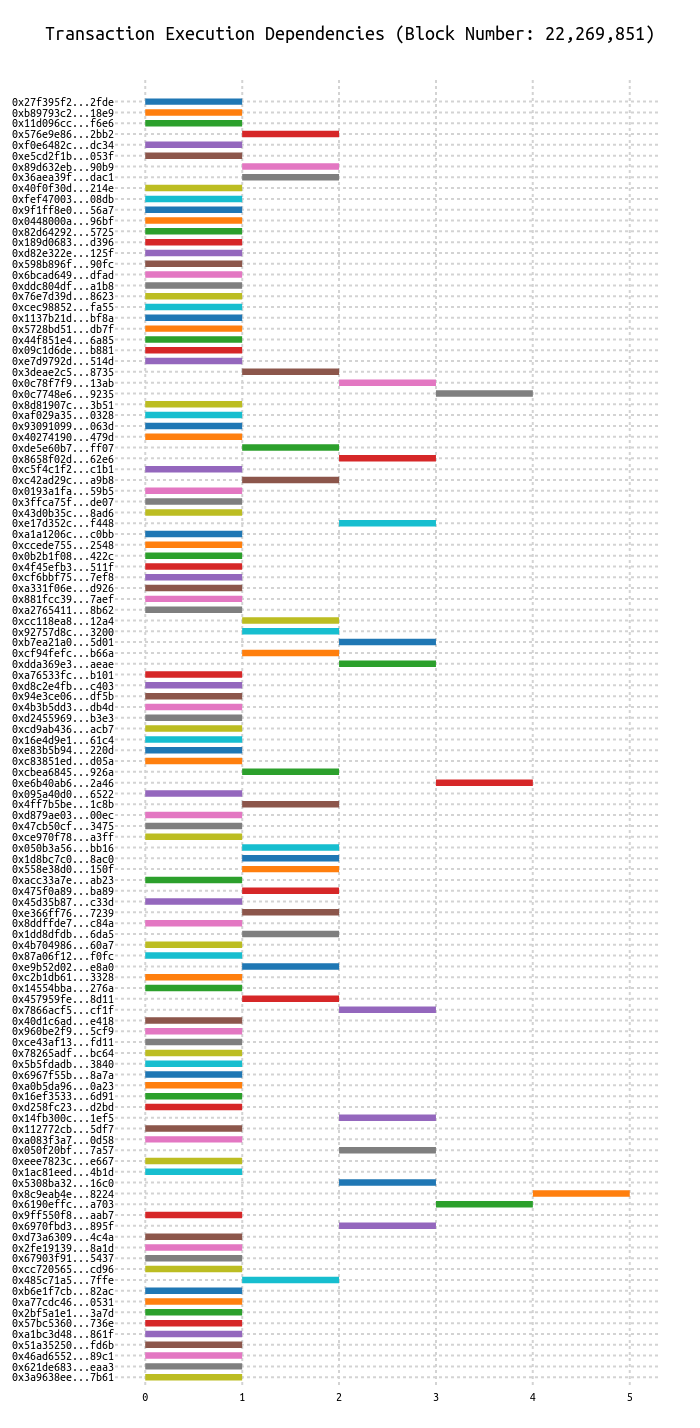 Transaction Execution Dependencies (Block Number: 22,269,851)
0x27f395f2...2fde
0xb89793c2...18e9
0x11d096cc...f6e6
0x576e9e86...2bb2
0xf0e6482c...dc34
0xe5cd2f1b...053f
0x89d632eb...90b9
0x36aea39f...dac1
0x40f0f30d...214e
0xfef47003...08db
0x9f1ff8e0...56a7
0x0448000a...96bf
0x82d64292...5725
0x189d0683...d396
0xd82e322e...125f
0x598b896f...90fc
0x6bcad649...dfad
0xddc804df...a1b8
0x76e7d39d...8623
0xcec98852...fa55
0x1137b21d...bf8a
0x5728bd51...db7f
0x44f851e4...6a85
0x09c1d6de...b881
0xe7d9792d...514d
0x3deae2c5...8735
0x0c78f7f9...13ab
0x0c7748e6...9235
0x8d81907c...3b51
0xaf029a35...0328
0x93091099...063d
0x40274190...479d
0xde5e60b7...ff07
0x8658f02d...62e6
0xc5f4c1f2...c1b1
0xc42ad29c...a9b8
0x0193a1fa...59b5
0x3ffca75f...de07
0x43d0b35c...8ad6
0xe17d352c...f448
0xa1a1206c...c0bb
0xccede755...2548
0x0b2b1f08...422c
0x4f45efb3...511f
0xcf6bbf75...7ef8
0xa331f06e...d926
0x881fcc39...7aef
0xa2765411...8b62
0xcc118ea8...12a4
0x92757d8c...3200
0xb7ea21a0...5d01
0xcf94fefc...b66a
0xdda369e3...aeae
0xa76533fc...b101
0xd8c2e4fb...c403
0x94e3ce06...df5b
0x4b3b5dd3...db4d
0xd2455969...b3e3
0xcd9ab436...acb7
0x16e4d9e1...61c4
0xe83b5b94...220d
0xc83851ed...d05a
0xcbea6845...926a
0xe6b40ab6...2a46
0x095a40d0...6522
0x4ff7b5be...1c8b
0xd879ae03...00ec
0x47cb50cf...3475
0xce970f78...a3ff
0x050b3a56...bb16
0x1d8bc7c0...8ac0
0x558e38d0...150f
0xacc33a7e...ab23
0x475f0a89...ba89
0x45d35b87...c33d
0xe366ff76...7239
0x8ddffde7...c84a
0x1dd8dfdb...6da5
0x4b704986...60a7
0x87a06f12...f0fc
0xe9b52d02...e8a0
0xc2b1db61...3328
0x14554bba...276a
0x457959fe...8d11
0x7866acf5...cf1f
0x40d1c6ad...e418
0x960be2f9...5cf9
0xce43af13...fd11
0x78265adf...bc64
0x5b5fdadb...3840
0x6967f55b...8a7a
0xa0b5da96...0a23
0x16ef3533...6d91
0xd258fc23...d2bd
0x14fb300c...1ef5
0x112772cb...5df7
0xa083f3a7...0d58
0x050f20bf...7a57
0xeee7823c...e667
0x1ac81eed...4b1d
0x5308ba32...16c0
0x8c9eab4e...8224
0x6190effc...a703
0x9ff550f8...aab7
0x6970fbd3...895f
0xd73a6309...4c4a
0x2fe19139...8a1d
0x67903f91...5437
0xcc720565...cd96
0x485c71a5...7ffe
0xb6e1f7cb...82ac
0xa77cdc46...0531
0x2bf5a1e1...3a7d
0x57bc5360...736e
0xa1bc3d48...861f
0x51a35250...fd6b
0x46ad6552...89c1
0x621de683...eaa3
0x3a9638ee...7b61
0 1 2 3 4 5